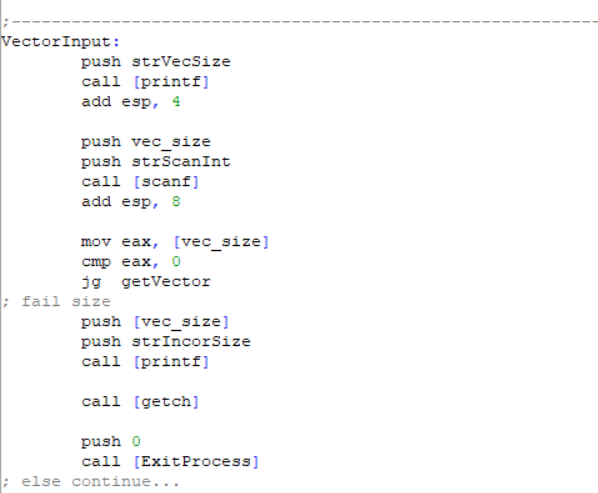 ;----------------------------------------------------------
VectorInput:
        push strVecSize
        call [printf]
        add esp, 4

        push vec_size
        push strScanInt
        call [scanf]
        add esp, 8

        mov eax, [vec_size]
        cmp eax, 0
        jg  getVector
; fail size
        push [vec_size]
        push strIncorSize
        call [printf]

        call [getch]

        push 0
        call [ExitProcess]
; else continue...